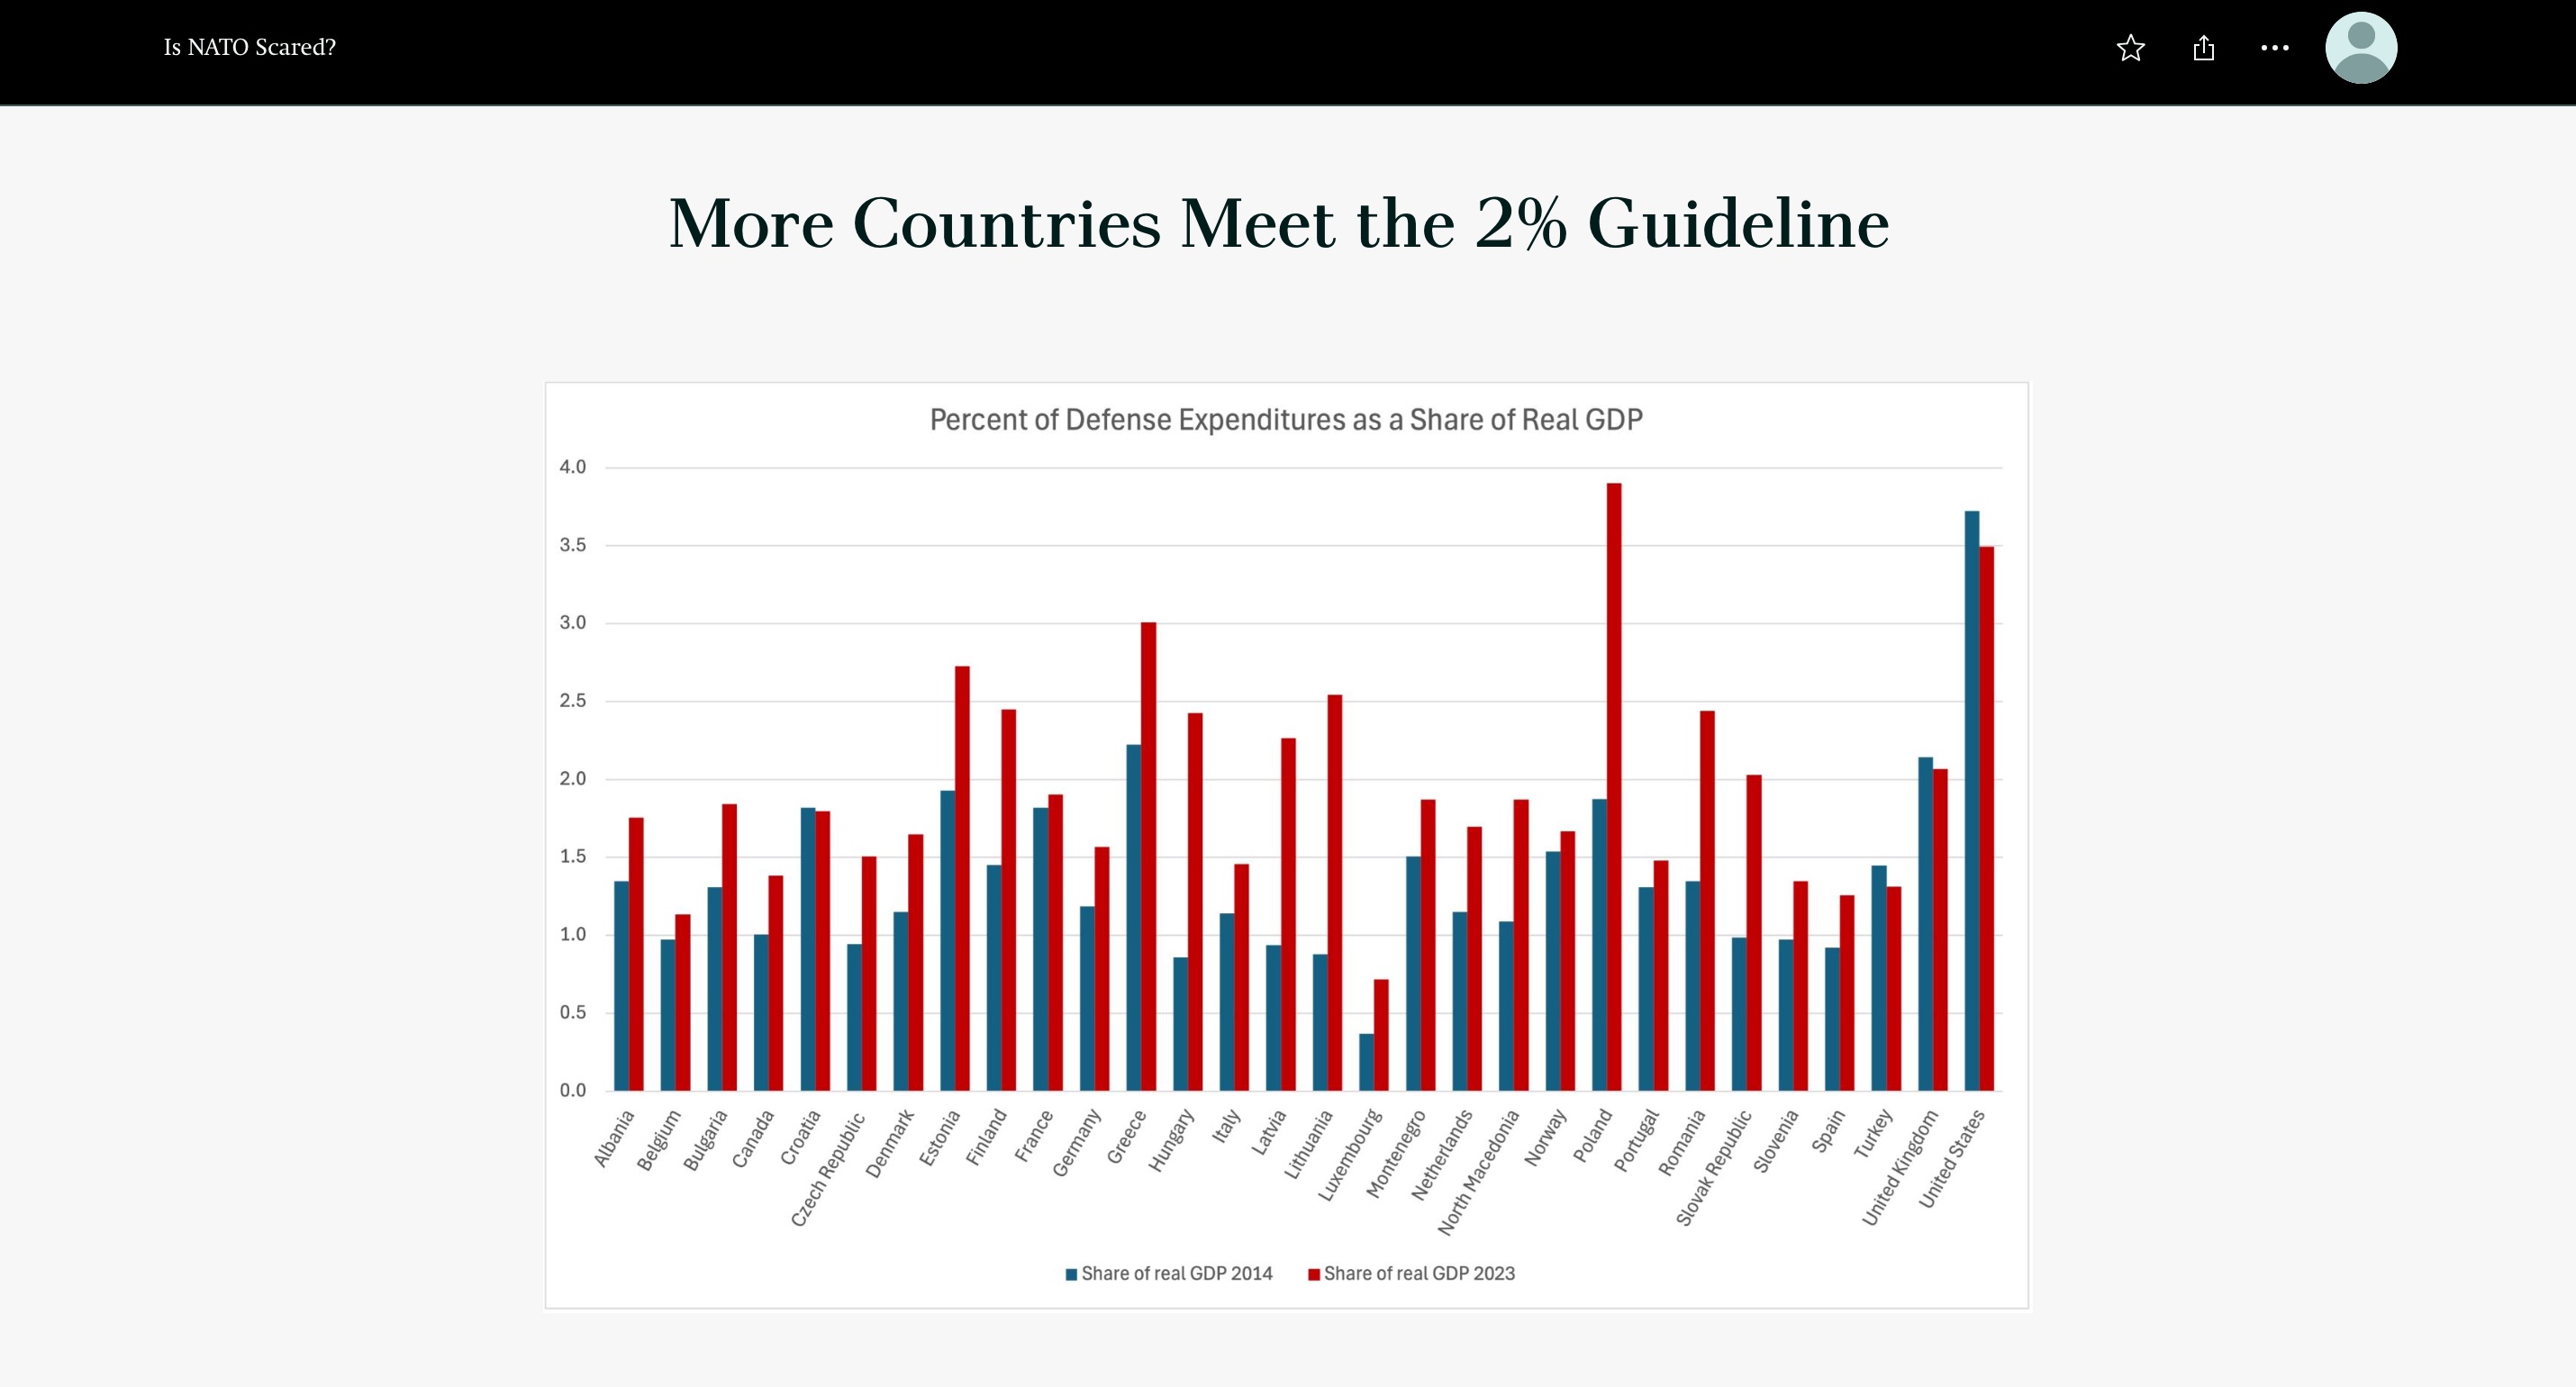 Is NATO Scared?
More Countries Meet the 2% Guideline
Percent of Defense Expenditures as a Share of Real GDP
4.0
3.5
3.0
2.5
2.0
1.5
1.0
0.5
0.0
Albania
Belgium
Bulgaria
Canada
Croatia
Czech Republic
Denmark
Estonia
Finland
France
Germany
Greece
Hungary
Italy
Latvia
Lithuania
Luxembourg
Montenegro
Netherlands
North Macedonia
Norway
Poland
Portugal
Romania
Slovak Republic
Slovenia
Spain
Turkey
United Kingdom
United States
Share of real GDP 2014 Share of real GDP 2023